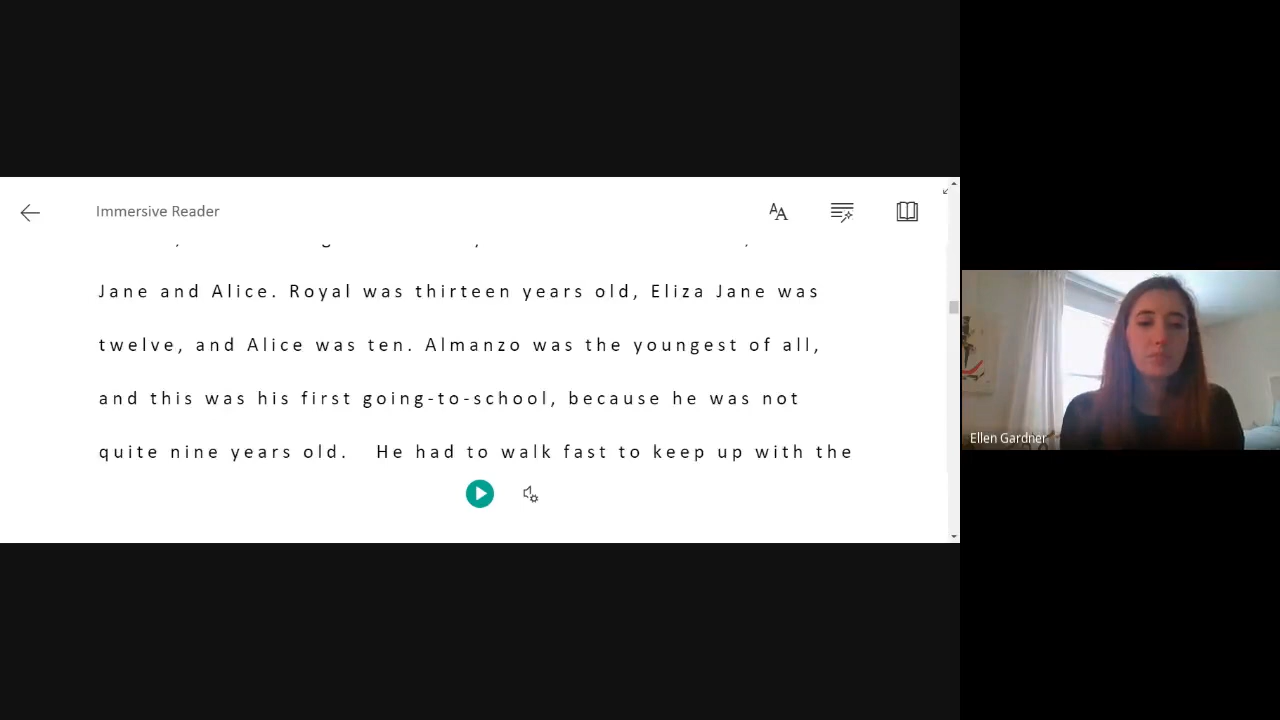 Immersive Reader
Jane and Alice. Royal was thirteen years old, Eliza Jane was
twelve, and Alice was ten. Almanzo was the youngest of all,
and this was his first going-to-school, because he was not
quite nine years old. He had to walk fast to keep up with the
Ellen Gardner